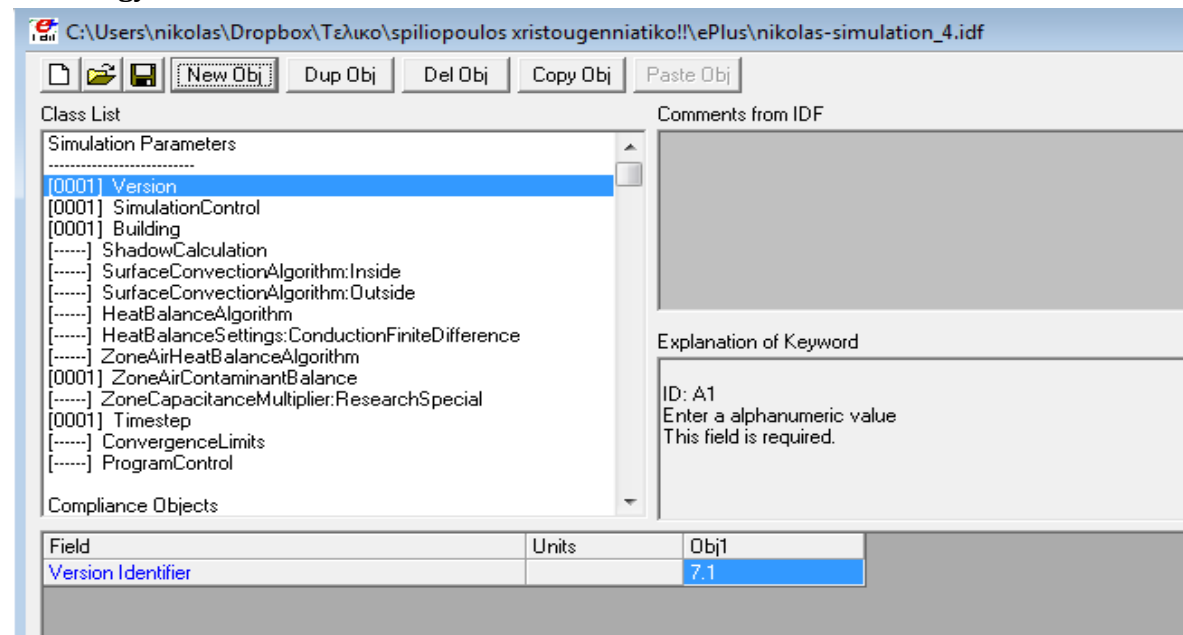 C:\Users\nikolas\Dropbox\Τελικο\spiliopoulos xristougenniatiko!!\ePlus\nikolas-simulation_4.idf
New Obj Dup Obj Del Obj Copy Obj Paste Obj
Class List
Simulation Parameters
--------------------------
[0001] Version
[0001] SimulationControl
[0001] Building
[------] ShadowCalculation
[------] SurfaceConvectionAlgorithm:Inside
[------] SurfaceConvectionAlgorithm:Outside
[------] HeatBalanceAlgorithm
[------] HeatBalanceSettings:ConductionFiniteDifference
[------] ZoneAirHeatBalanceAlgorithm
[0001] ZoneAirContaminantBalance
[------] ZoneCapacitanceMultiplier:ResearchSpecial
[0001] Timestep
[------] ConvergenceLimits
[------] ProgramControl
Compliance Objects
Comments from IDF
Explanation of Keyword
ID: A1
Enter a alphanumeric value
This field is required.
Field Units Obj1
Version Identifier 7.1